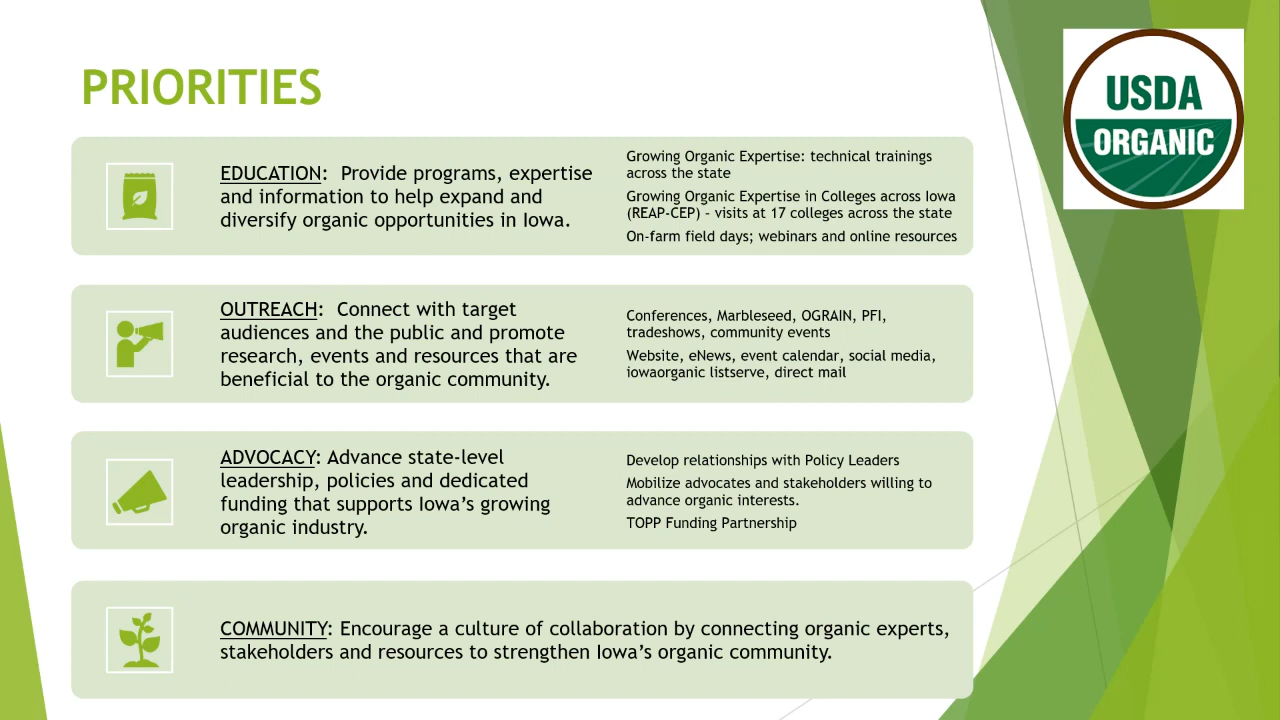 PRIORITIES
USDA
ORGANIC
EDUCATION:  Provide programs, expertise
and information to help expand and
diversify organic opportunities in Iowa.
Growing Organic Expertise: technical trainings
across the state
Growing Organic Expertise in Colleges across Iowa
(REAP-CEP) - visits at 17 colleges across the state
On-farm field days; webinars and online resources
OUTREACH:  Connect with target
audiences and the public and promote
research, events and resources that are
beneficial to the organic community.
Conferences, Marbleseed, OGRAIN, PFI,
tradeshows, community events
Website, eNews, event calendar, social media,
iowaorganic listserve, direct mail
ADVOCACY: Advance state-level
leadership, policies and dedicated
funding that supports Iowa’s growing
organic industry.
Develop relationships with Policy Leaders
Mobilize advocates and stakeholders willing to
advance organic interests.
TOPP Funding Partnership
COMMUNITY: Encourage a culture of collaboration by connecting organic experts,
stakeholders and resources to strengthen Iowa’s organic community.